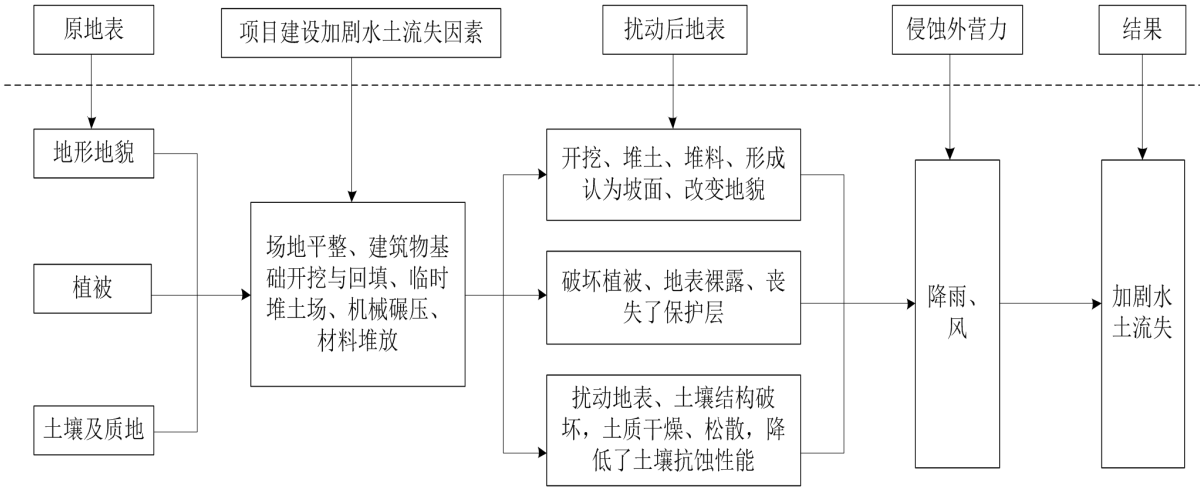 原地表
项目建设加剧水土流失因素
扰动后地表
侵蚀外营力
结果
地形地貌
植被
土壤及质地
场地平整、建筑物基
础开挖与回填、临时
堆土场、机械碾压、
材料堆放
开挖、堆土、堆料、形成
认为坡面、改变地貌
破坏植被、地表裸露、丧
失了保护层
扰动地表、土壤结构破
坏，土质干燥、松散，降
低了土壤抗蚀性能
降雨、
风
加剧水
土流失